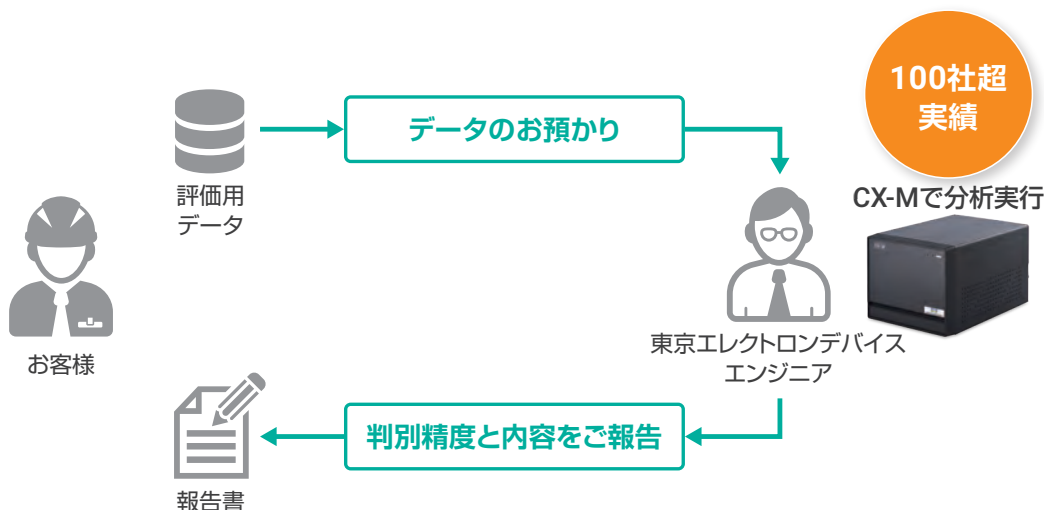 100社超
実績
データのお預かり
評価用
データ
CX-Mで分析実行
お客様
東京エレクトロンデバイス
エンジニア
判別精度と内容をご報告
報告書